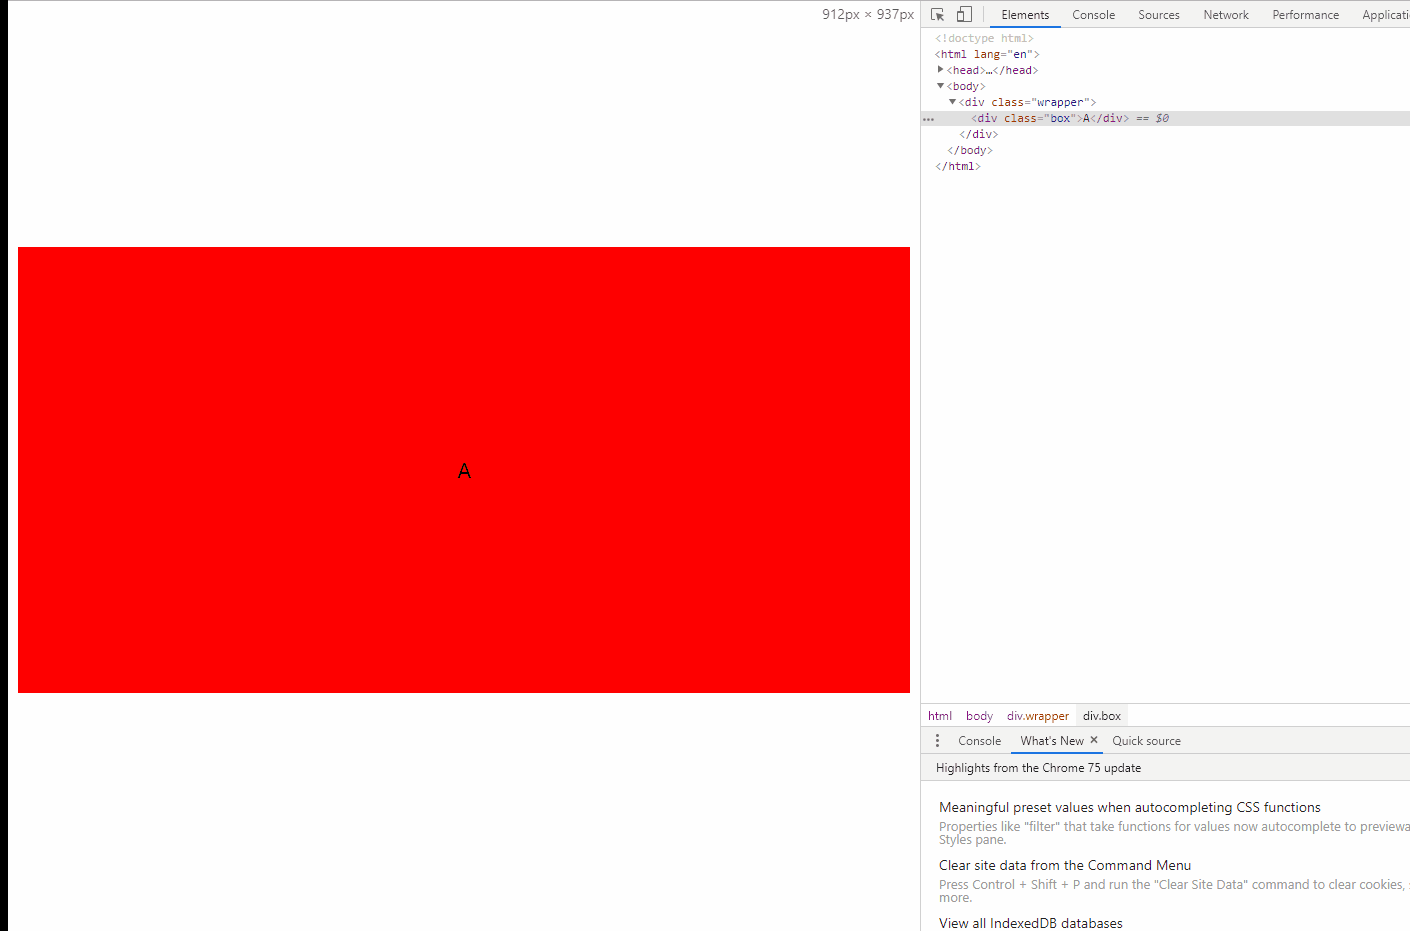 912px × 937px
A
Elements Console Sources Network Performance Applicati
<!doctype html>
<html lang="en">
<head>…</head>
<body>
<div class="wrapper">
<div class="box">A</div> == $0
</div>
</body>
</html>
html body div.wrapper div.box
Console What's New × Quick source
Highlights from the Chrome 75 update
Meaningful preset values when autocompleting CSS functions
Properties like "filter" that take functions for values now autocomplete to previewa
Styles pane.
Clear site data from the Command Menu
Press Control + Shift + P and run the "Clear Site Data" command to clear cookies,
more.
View all IndexedDB databases